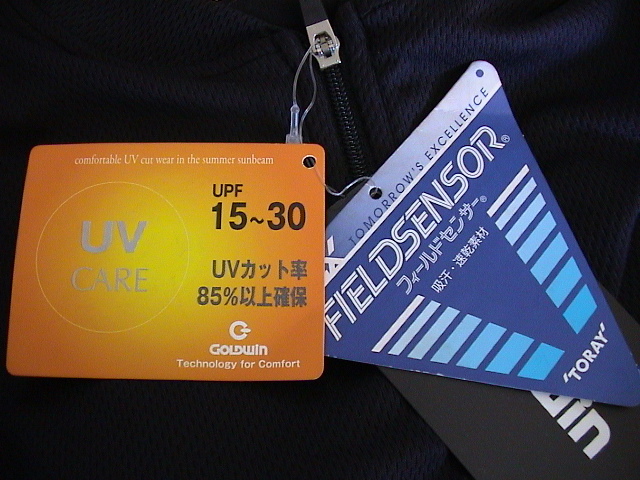 comfortable UV cut wear in the summer sunbeam
UV
CARE
UPF
15~30
UVカット率
85%以上確保
GOLDWIN
Technology for Comfort
TOMORROW'S EXCELLENCE
FIELDSENSOR®
フィールドセンサー®
吸汗・速乾素材
'TORAY'